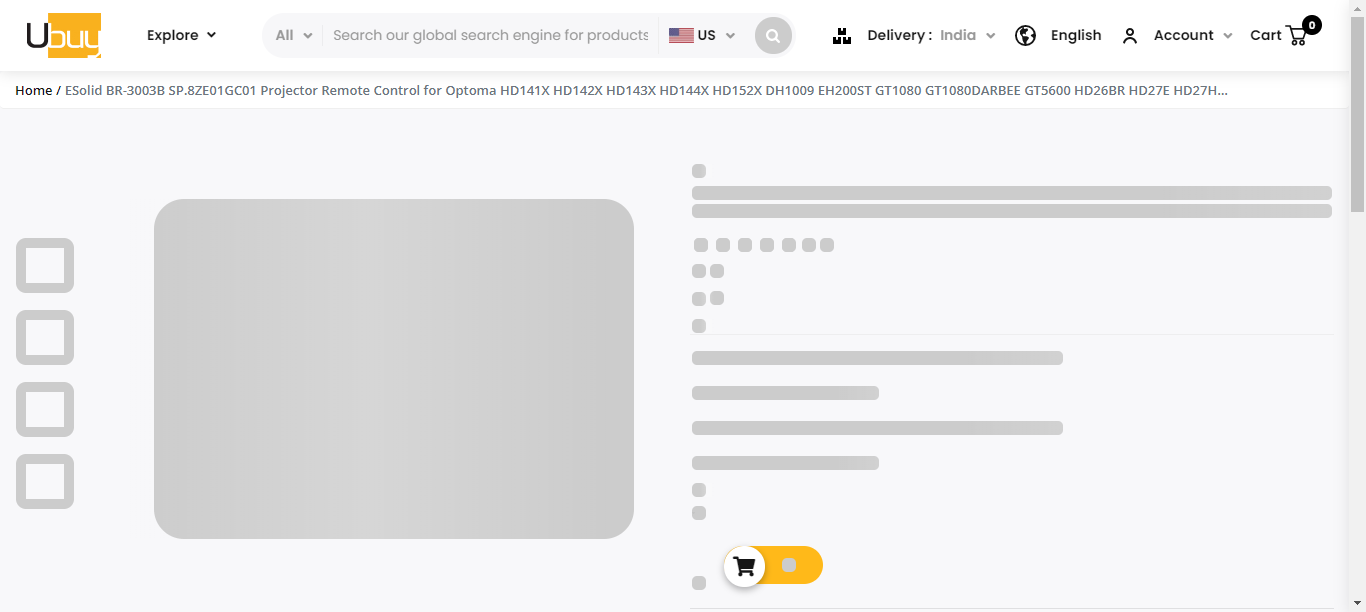 Ubuy Explore All Search our global search engine for products US Delivery : India English Account Cart 0
Home / ESolid BR-3003B SP.8ZE01GC01 Projector Remote Control for Optoma HD141X HD142X HD143X HD144X HD152X DH1009 EH200ST GT1080 GT1080DARBEE GT5600 HD26BR HD27E HD27H...